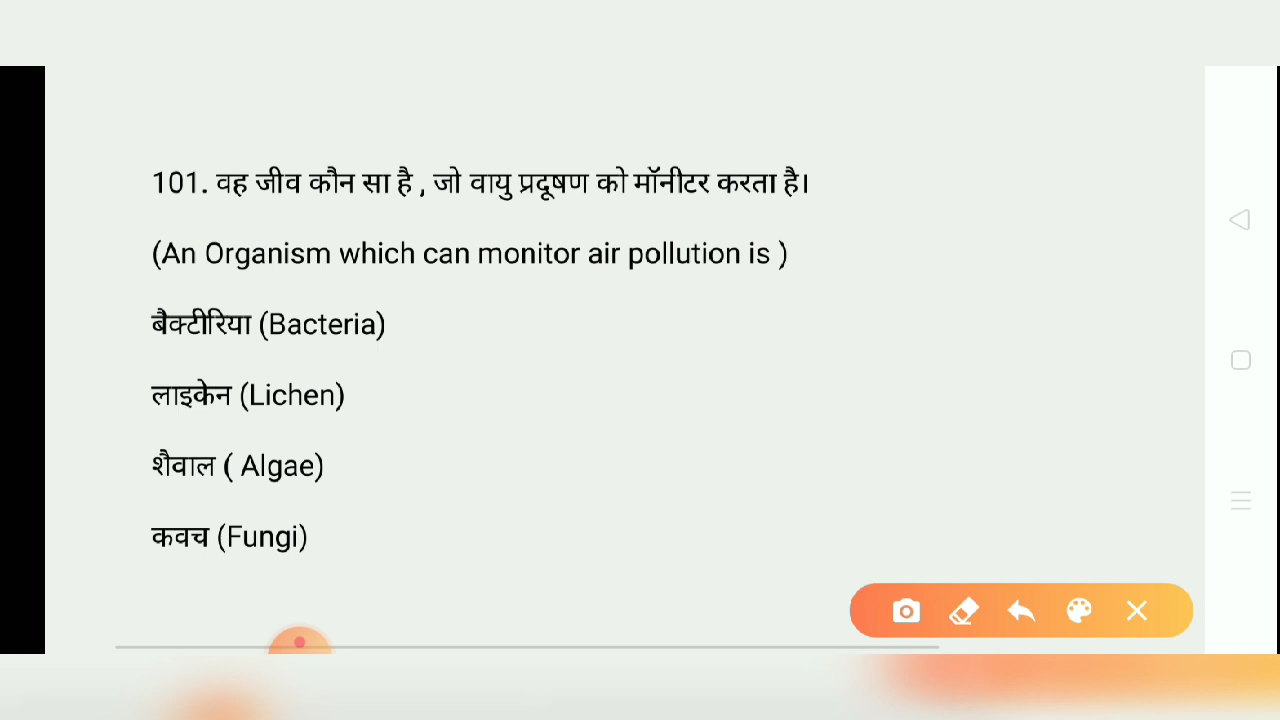 101. वह जीव कौन सा है , जो वायु प्रदूषण को मॉनीटर करता है।
(An Organism which can monitor air pollution is )
बैक्टीरिया (Bacteria)
लाइकेन (Lichen)
शैवाल ( Algae)
कवच (Fungi)